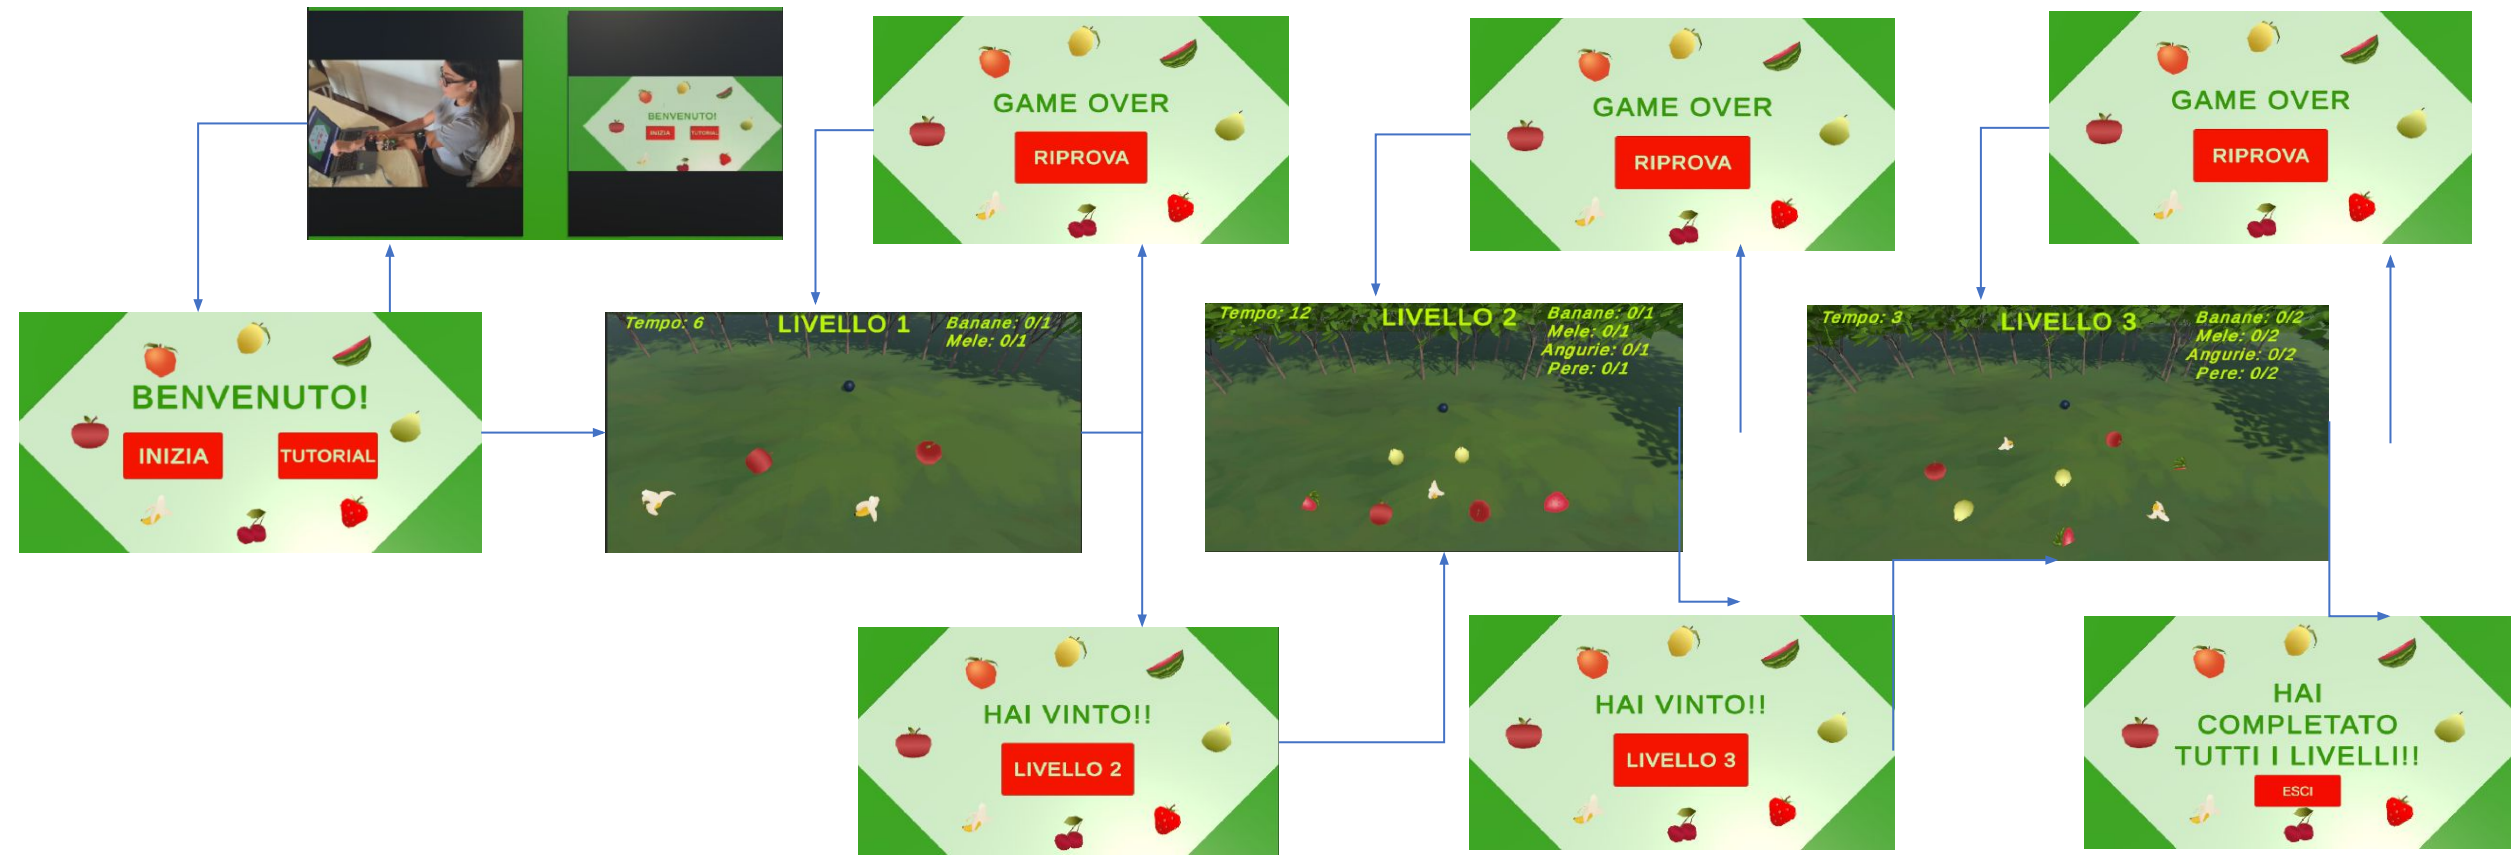 BENVENUTO!
INIZIA
TUTORIAL
GAME OVER
RIPROVA
GAME OVER
RIPROVA
GAME OVER
RIPROVA
BENVENUTO!
INIZIA
TUTORIAL
Tempo: 6
LIVELLO 1
Banane: 0/1
Mele: 0/1
Tempo: 12
LIVELLO 2
Banane: 0/1
Mele: 0/1
Angurie: 0/1
Pere: 0/1
Tempo: 3
LIVELLO 3
Banane: 0/2
Mele: 0/2
Angurie: 0/2
Pere: 0/2
HAI VINTO!!
LIVELLO 2
HAI VINTO!!
LIVELLO 3
HAI
COMPLETATO
TUTTI I LIVELLI!!
ESCI